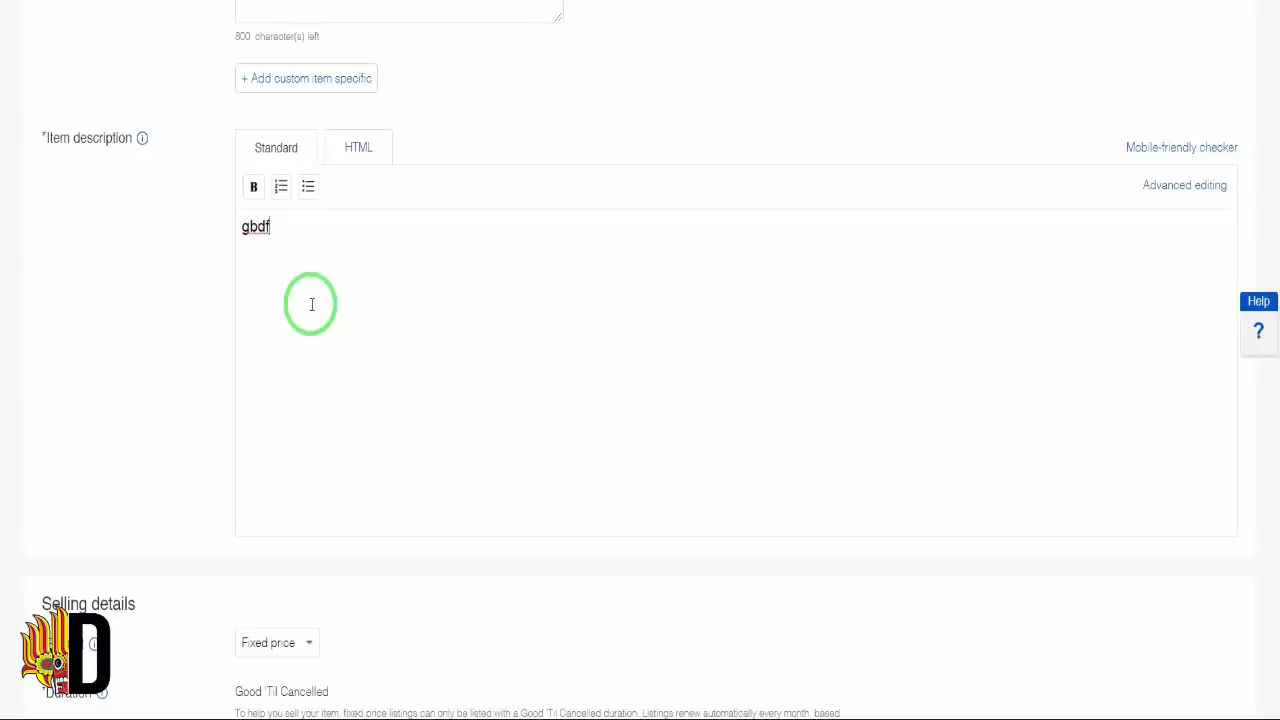 800 character(s) left
+ Add custom item specific
*Item description
Standard
HTML
Mobile-friendly checker
B
Advanced editing
gbdf
Help
?
Selling details
Fixed price
*Duration
Good 'Til Cancelled
To help you sell your item, fixed price listings can only be listed with a Good 'Til Cancelled duration. Listings renew automatically every month, based
D